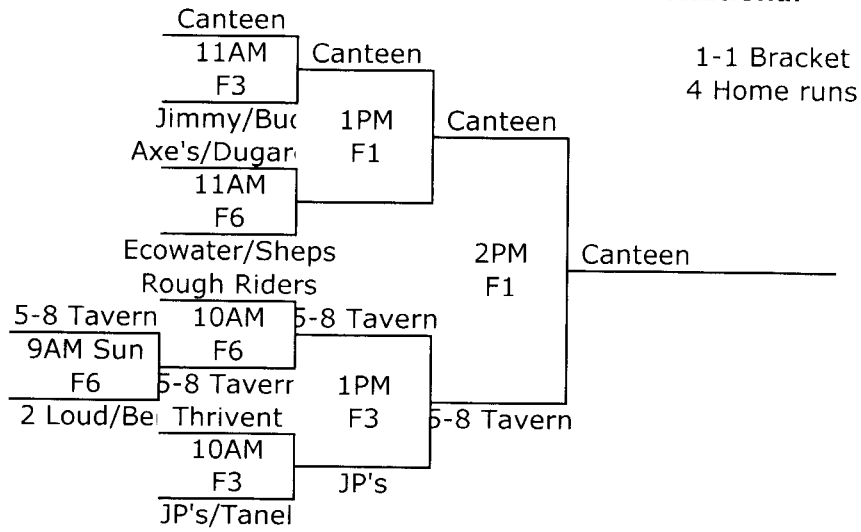 Canteen
11AM
F3
Canteen
1-1 Bracket
4 Home runs
Jimmy/Bud
1PM
F1
Canteen
Axe's/Dugar
11AM
F6
Ecowater/Sheps
2PM
F1
Canteen
Rough Riders
5-8 Tavern
10AM
F6
5-8 Tavern
9AM Sun
F6
5-8 Tavern
1PM
F3
5-8 Tavern
2 Loud/Be
Thrivent
10AM
F3
JP's
JP's/Tanel